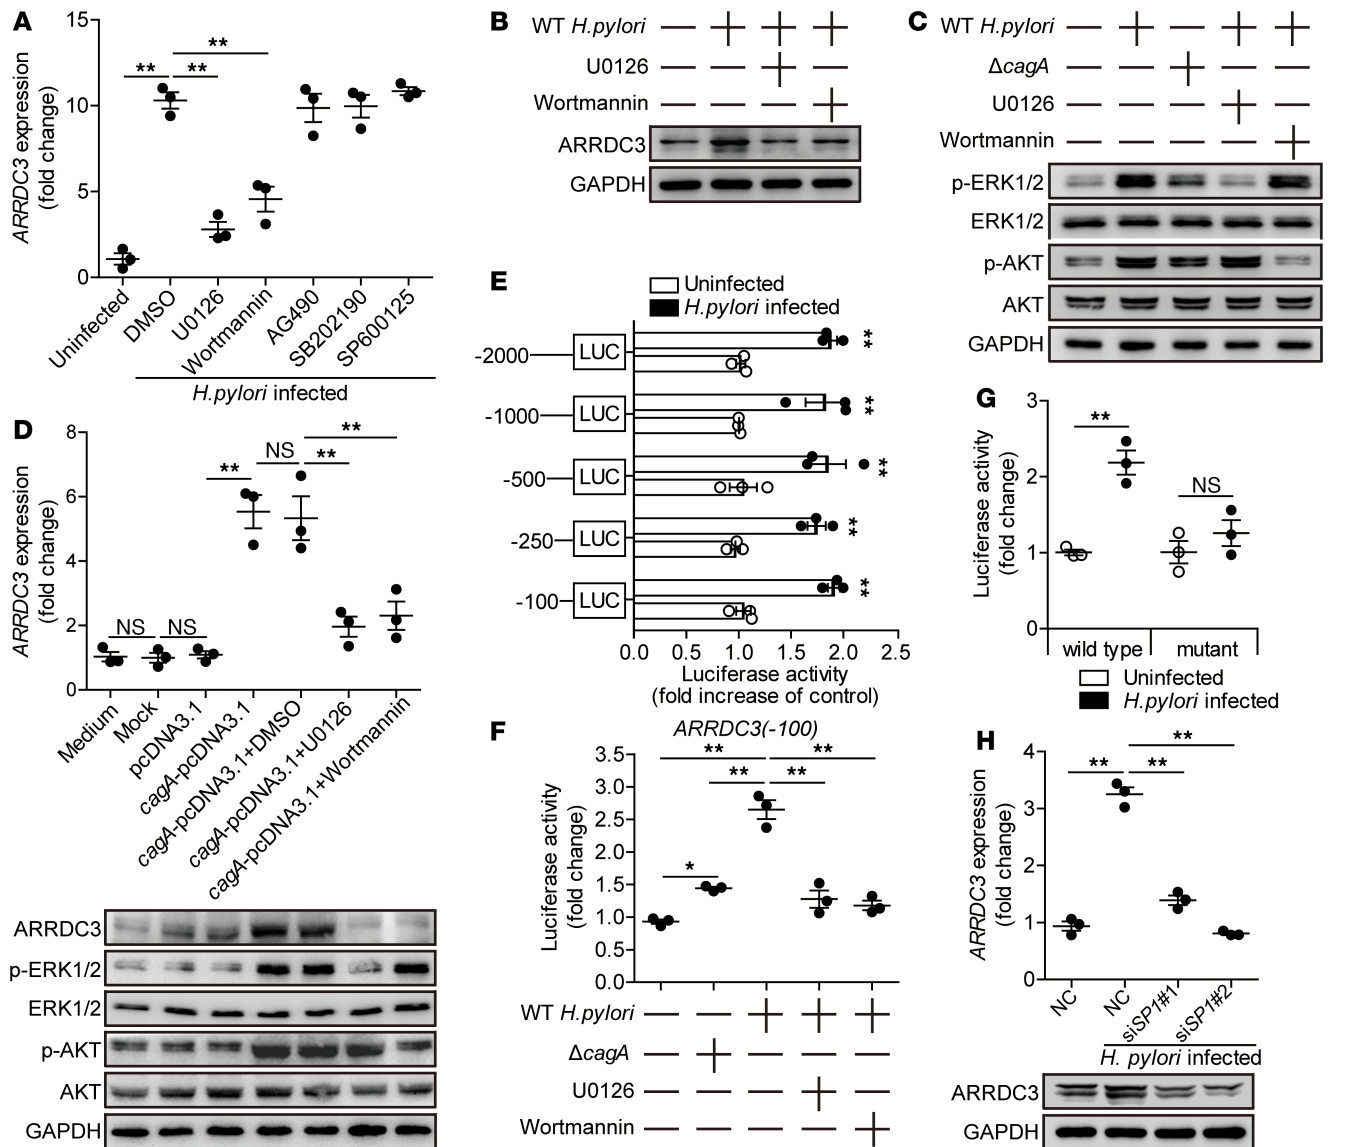 A
ARRDC3 expression
(fold change)
15
10
5
0
**
**
**
Uninfected
DMSO
U0126
Wortmannin
AG490
SB202190
SP600125
H.pylori infected
B
WT H.pylori — + + +
U0126 — — + —
Wortmannin — — — +
ARRDC3
GAPDH
C
WT H.pylori — + — + +
ΔcagA — — + — —
U0126 — — — + —
Wortmannin — — — — +
p-ERK1/2
ERK1/2
p-AKT
AKT
GAPDH
D
ARRDC3 expression
(fold change)
8
6
4
2
0
NS
NS
**
NS
**
**
Medium
Mock
pcDNA3.1
cagA-pcDNA3.1
cagA-pcDNA3.1+DMSO
cagA-pcDNA3.1+U0126
cagA-pcDNA3.1+Wortmannin
ARRDC3
p-ERK1/2
ERK1/2
p-AKT
AKT
GAPDH
E
Uninfected
H.pylori infected
-2000 LUC **
-1000 LUC **
-500 LUC **
-250 LUC **
-100 LUC **
0.0 0.5 1.0 1.5 2.0 2.5
Luciferase activity
(fold increase of control)
F
ARRDC3(-100)
Luciferase activity
(fold change)
3.5
3.0
2.5
2.0
1.5
1.0
0.5
0.0
** **
** **
*
WT H.pylori — — + + +
ΔcagA — + — — —
U0126 — — — + —
Wortmannin — — — — +
G
Luciferase activity
(fold change)
3
2
1
0
**
NS
wild type mutant
Uninfected
H.pylori infected
H
ARRDC3 expression
(fold change)
4
3
2
1
0
**
** **
NC
NC
siSP1#1
siSP1#2
H. pylori infected
ARRDC3
GAPDH